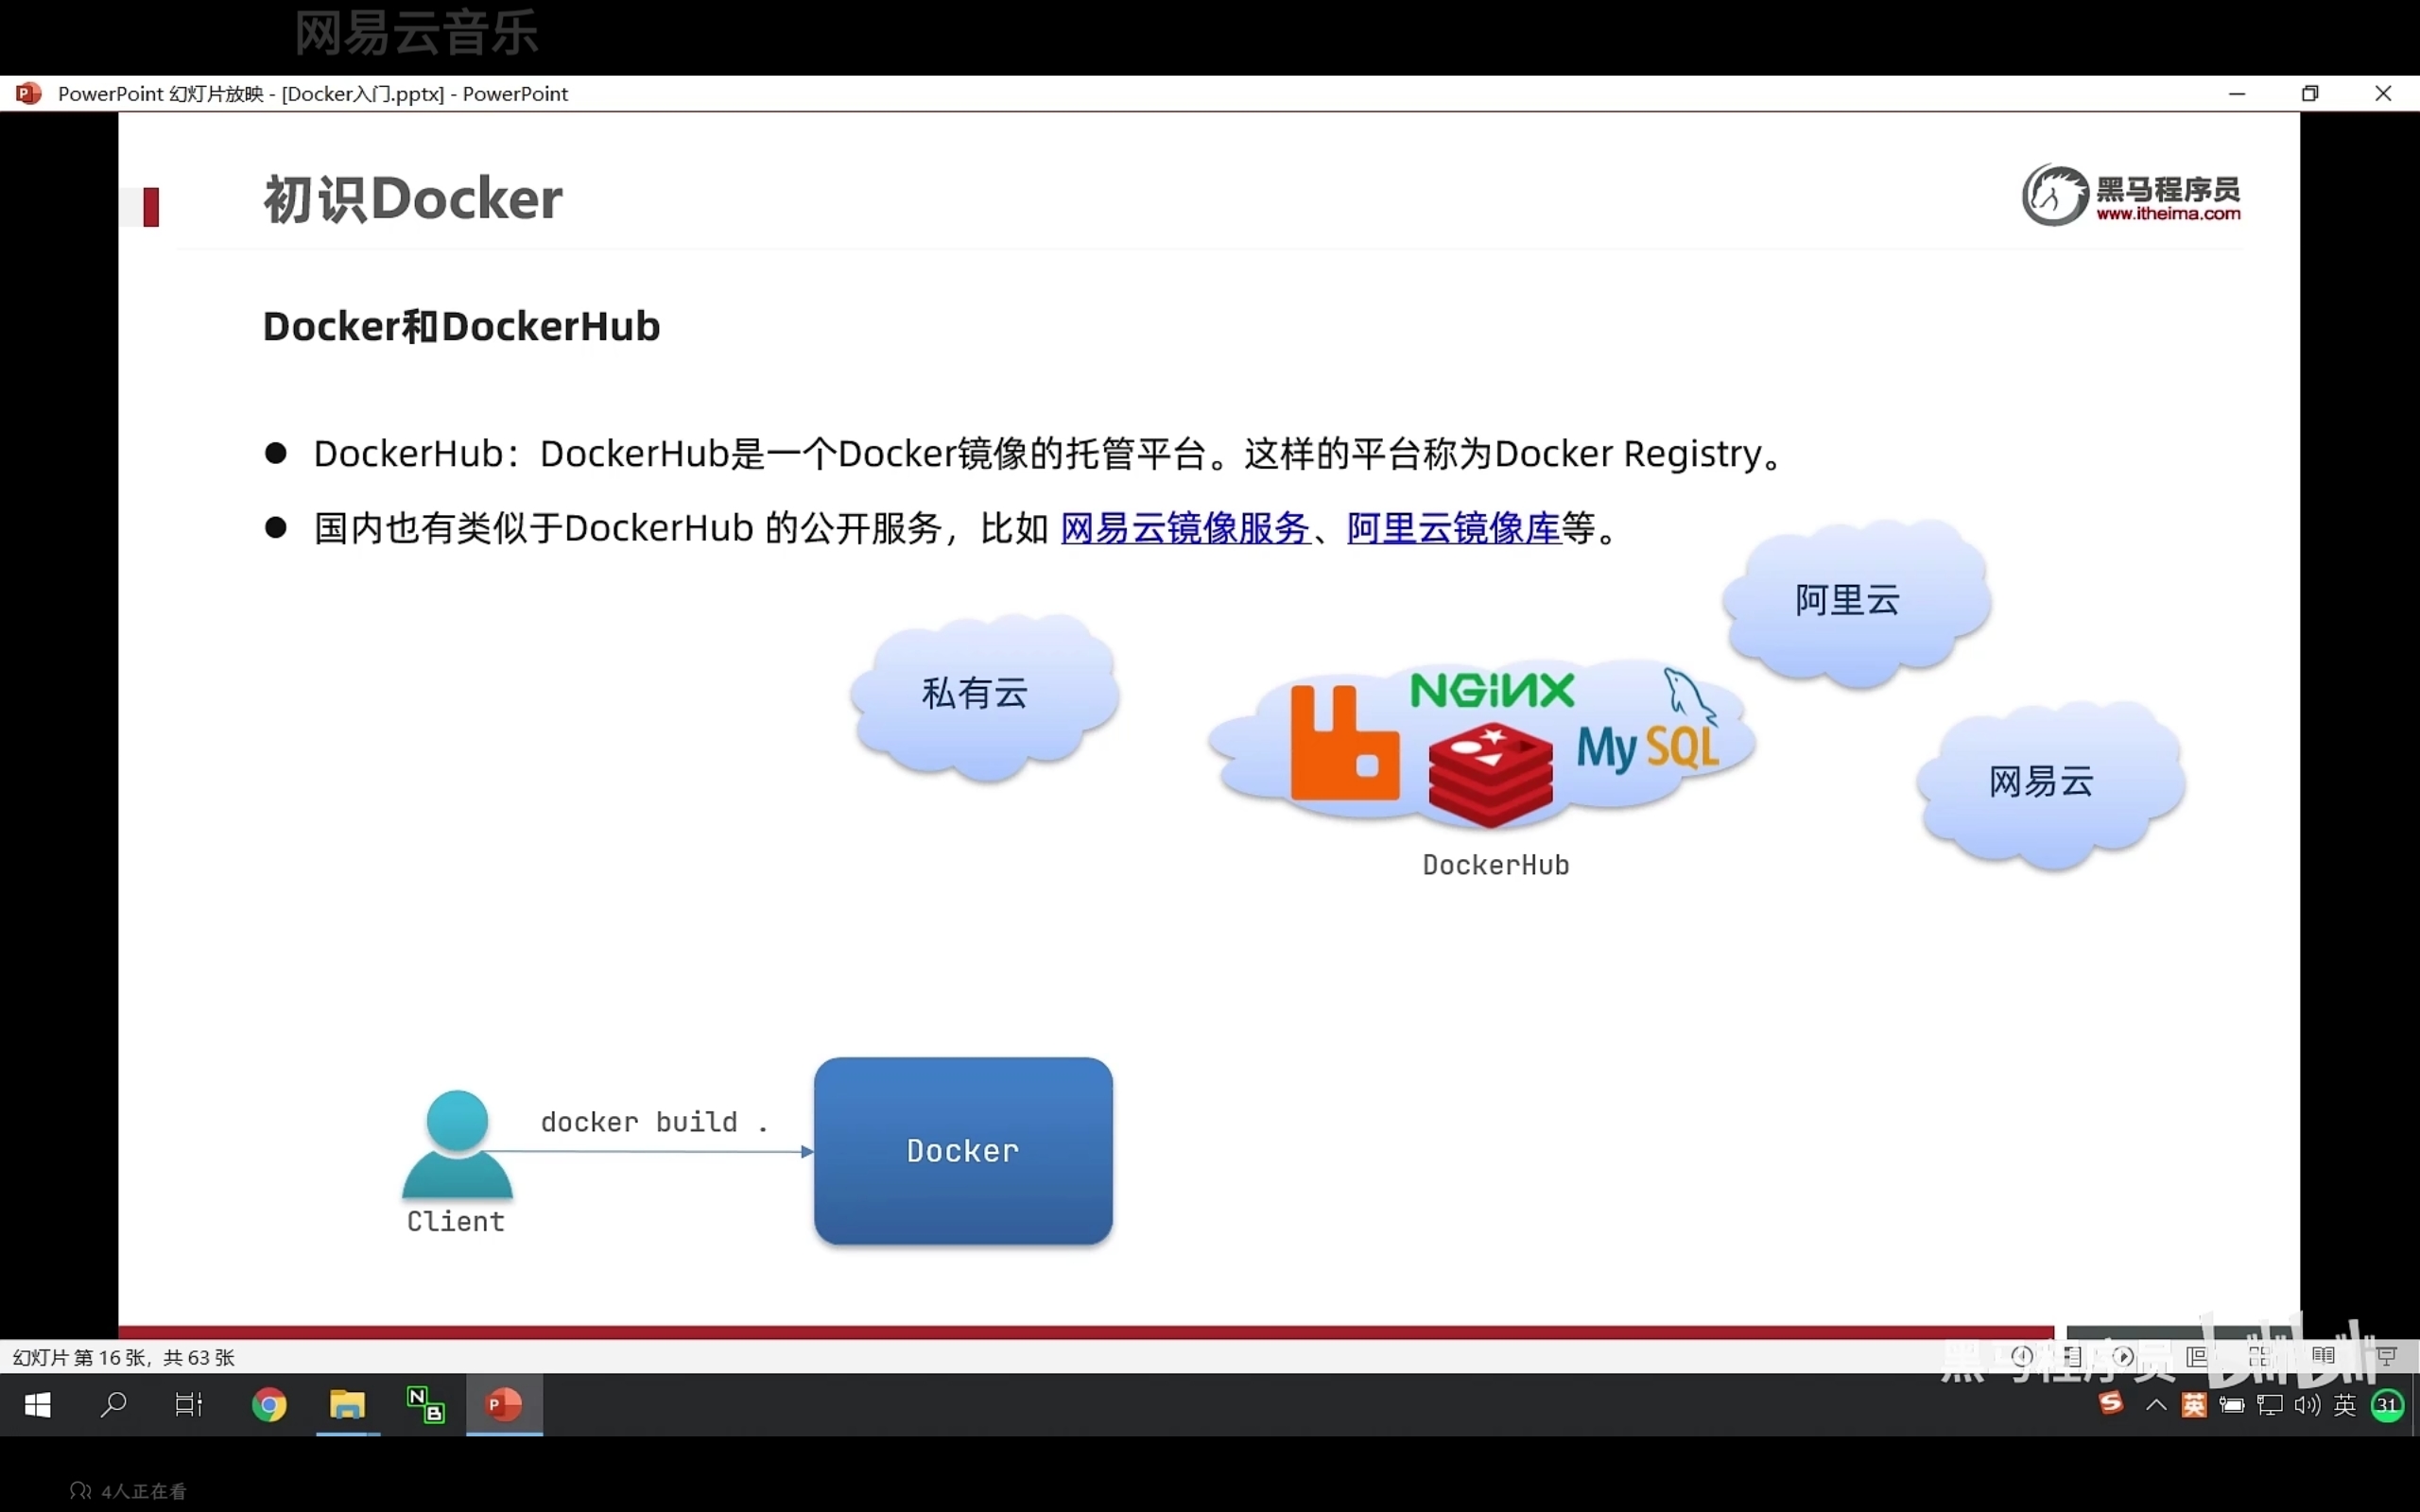 网易云音乐
PowerPoint 幻灯片放映 - [Docker入门.pptx] - PowerPoint
初识Docker
黑马程序员
www.itheima.com
Docker和DockerHub
● DockerHub：DockerHub是一个Docker镜像的托管平台。这样的平台称为Docker Registry。
● 国内也有类似于DockerHub 的公开服务，比如 网易云镜像服务、阿里云镜像库等。
阿里云
私有云
NGiNX
MySQL
网易云
DockerHub
docker build .
Docker
Client
幻灯片 第 16 张，共 63 张
黑马程序员 bilibili
N B
P
S 英 英 31
4人正在看